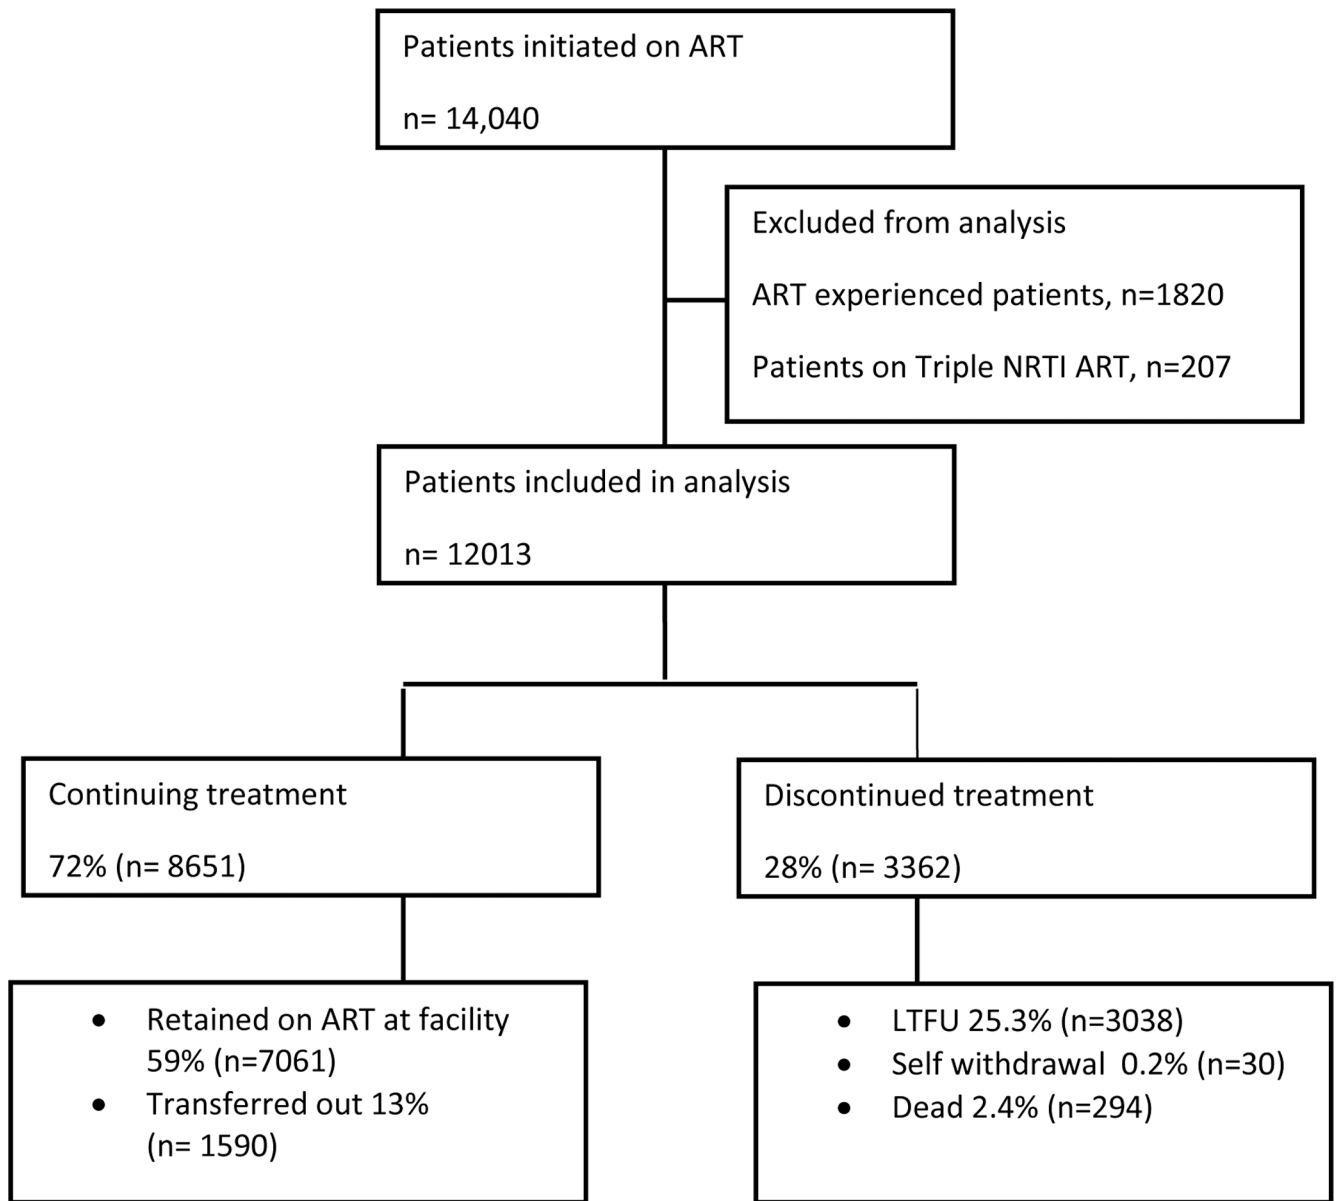 Patients initiated on ART
n= 14,040
Excluded from analysis
ART experienced patients, n=1820
Patients on Triple NRTI ART, n=207
Patients included in analysis
n= 12013
Continuing treatment
72% (n= 8651)
Discontinued treatment
28% (n= 3362)
• Retained on ART at facility
59% (n=7061)
• Transferred out 13%
(n= 1590)
• LTFU 25.3% (n=3038)
• Self withdrawal  0.2% (n=30)
• Dead 2.4% (n=294)